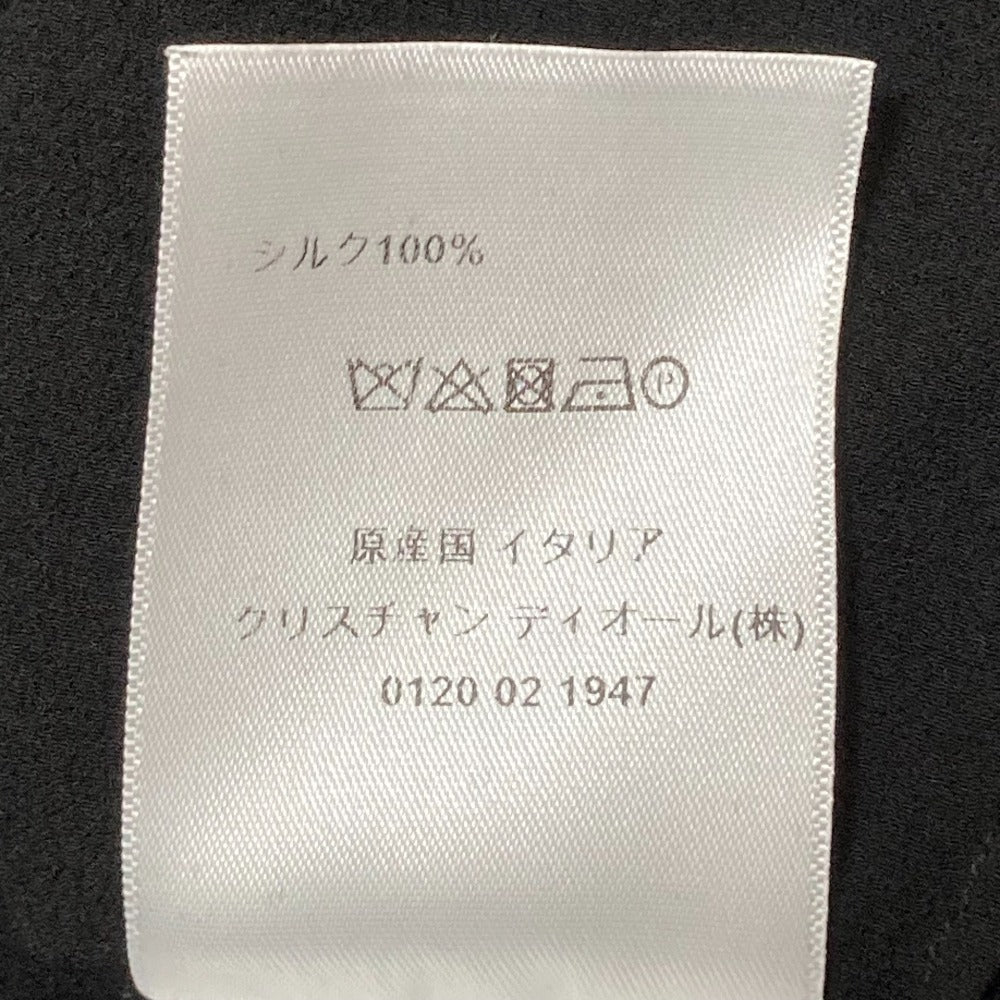 シルク100%
P
原産国 イタリア
クリスチャン ディオール(株)
0120 02 1947